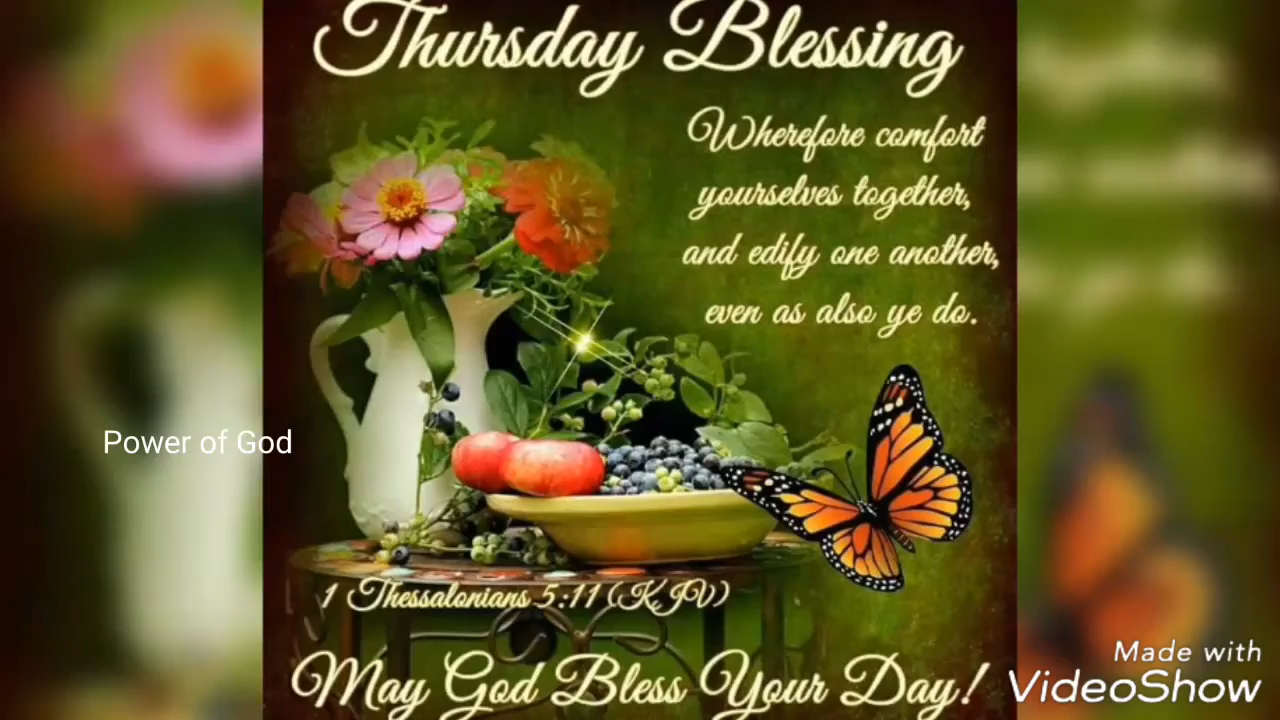 Thursday Blessing
Wherefore comfort
yourselves together,
and edify one another,
even as also ye do.
Power of God
1 Thessalonians 5:11 (KJV)
May God Bless Your Day!
Made with
VideoShow